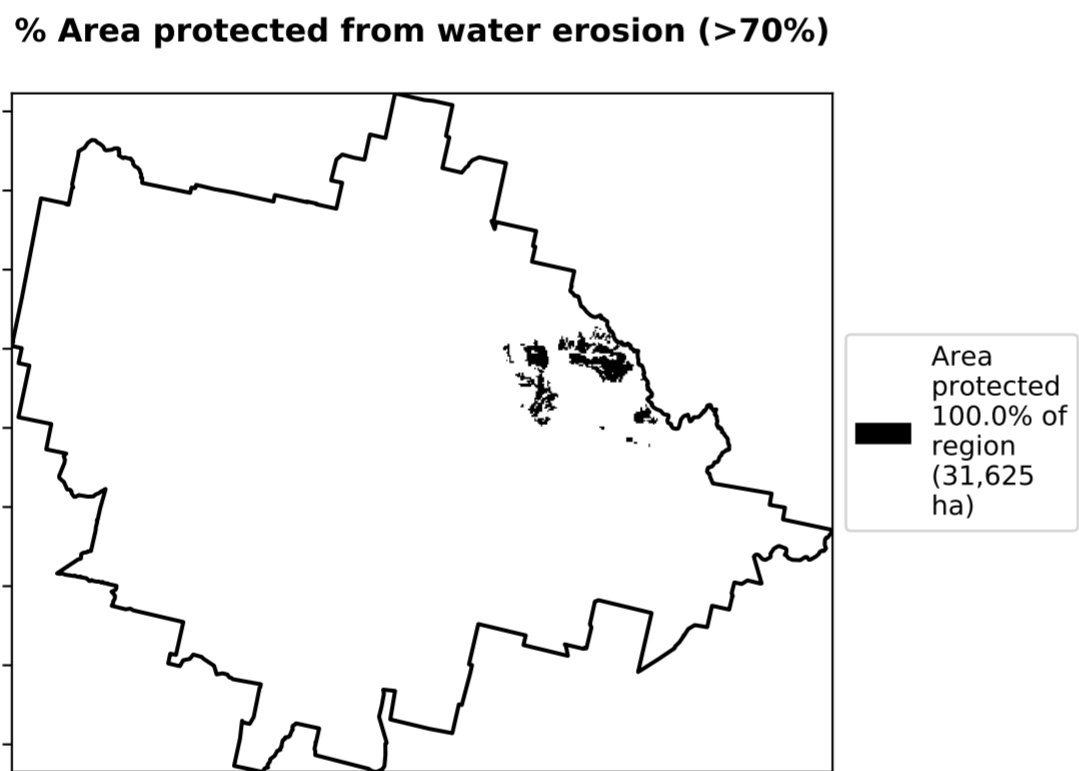 % Area protected from water erosion (>70%)
Area
protected
100.0% of
region
(31,625
ha)